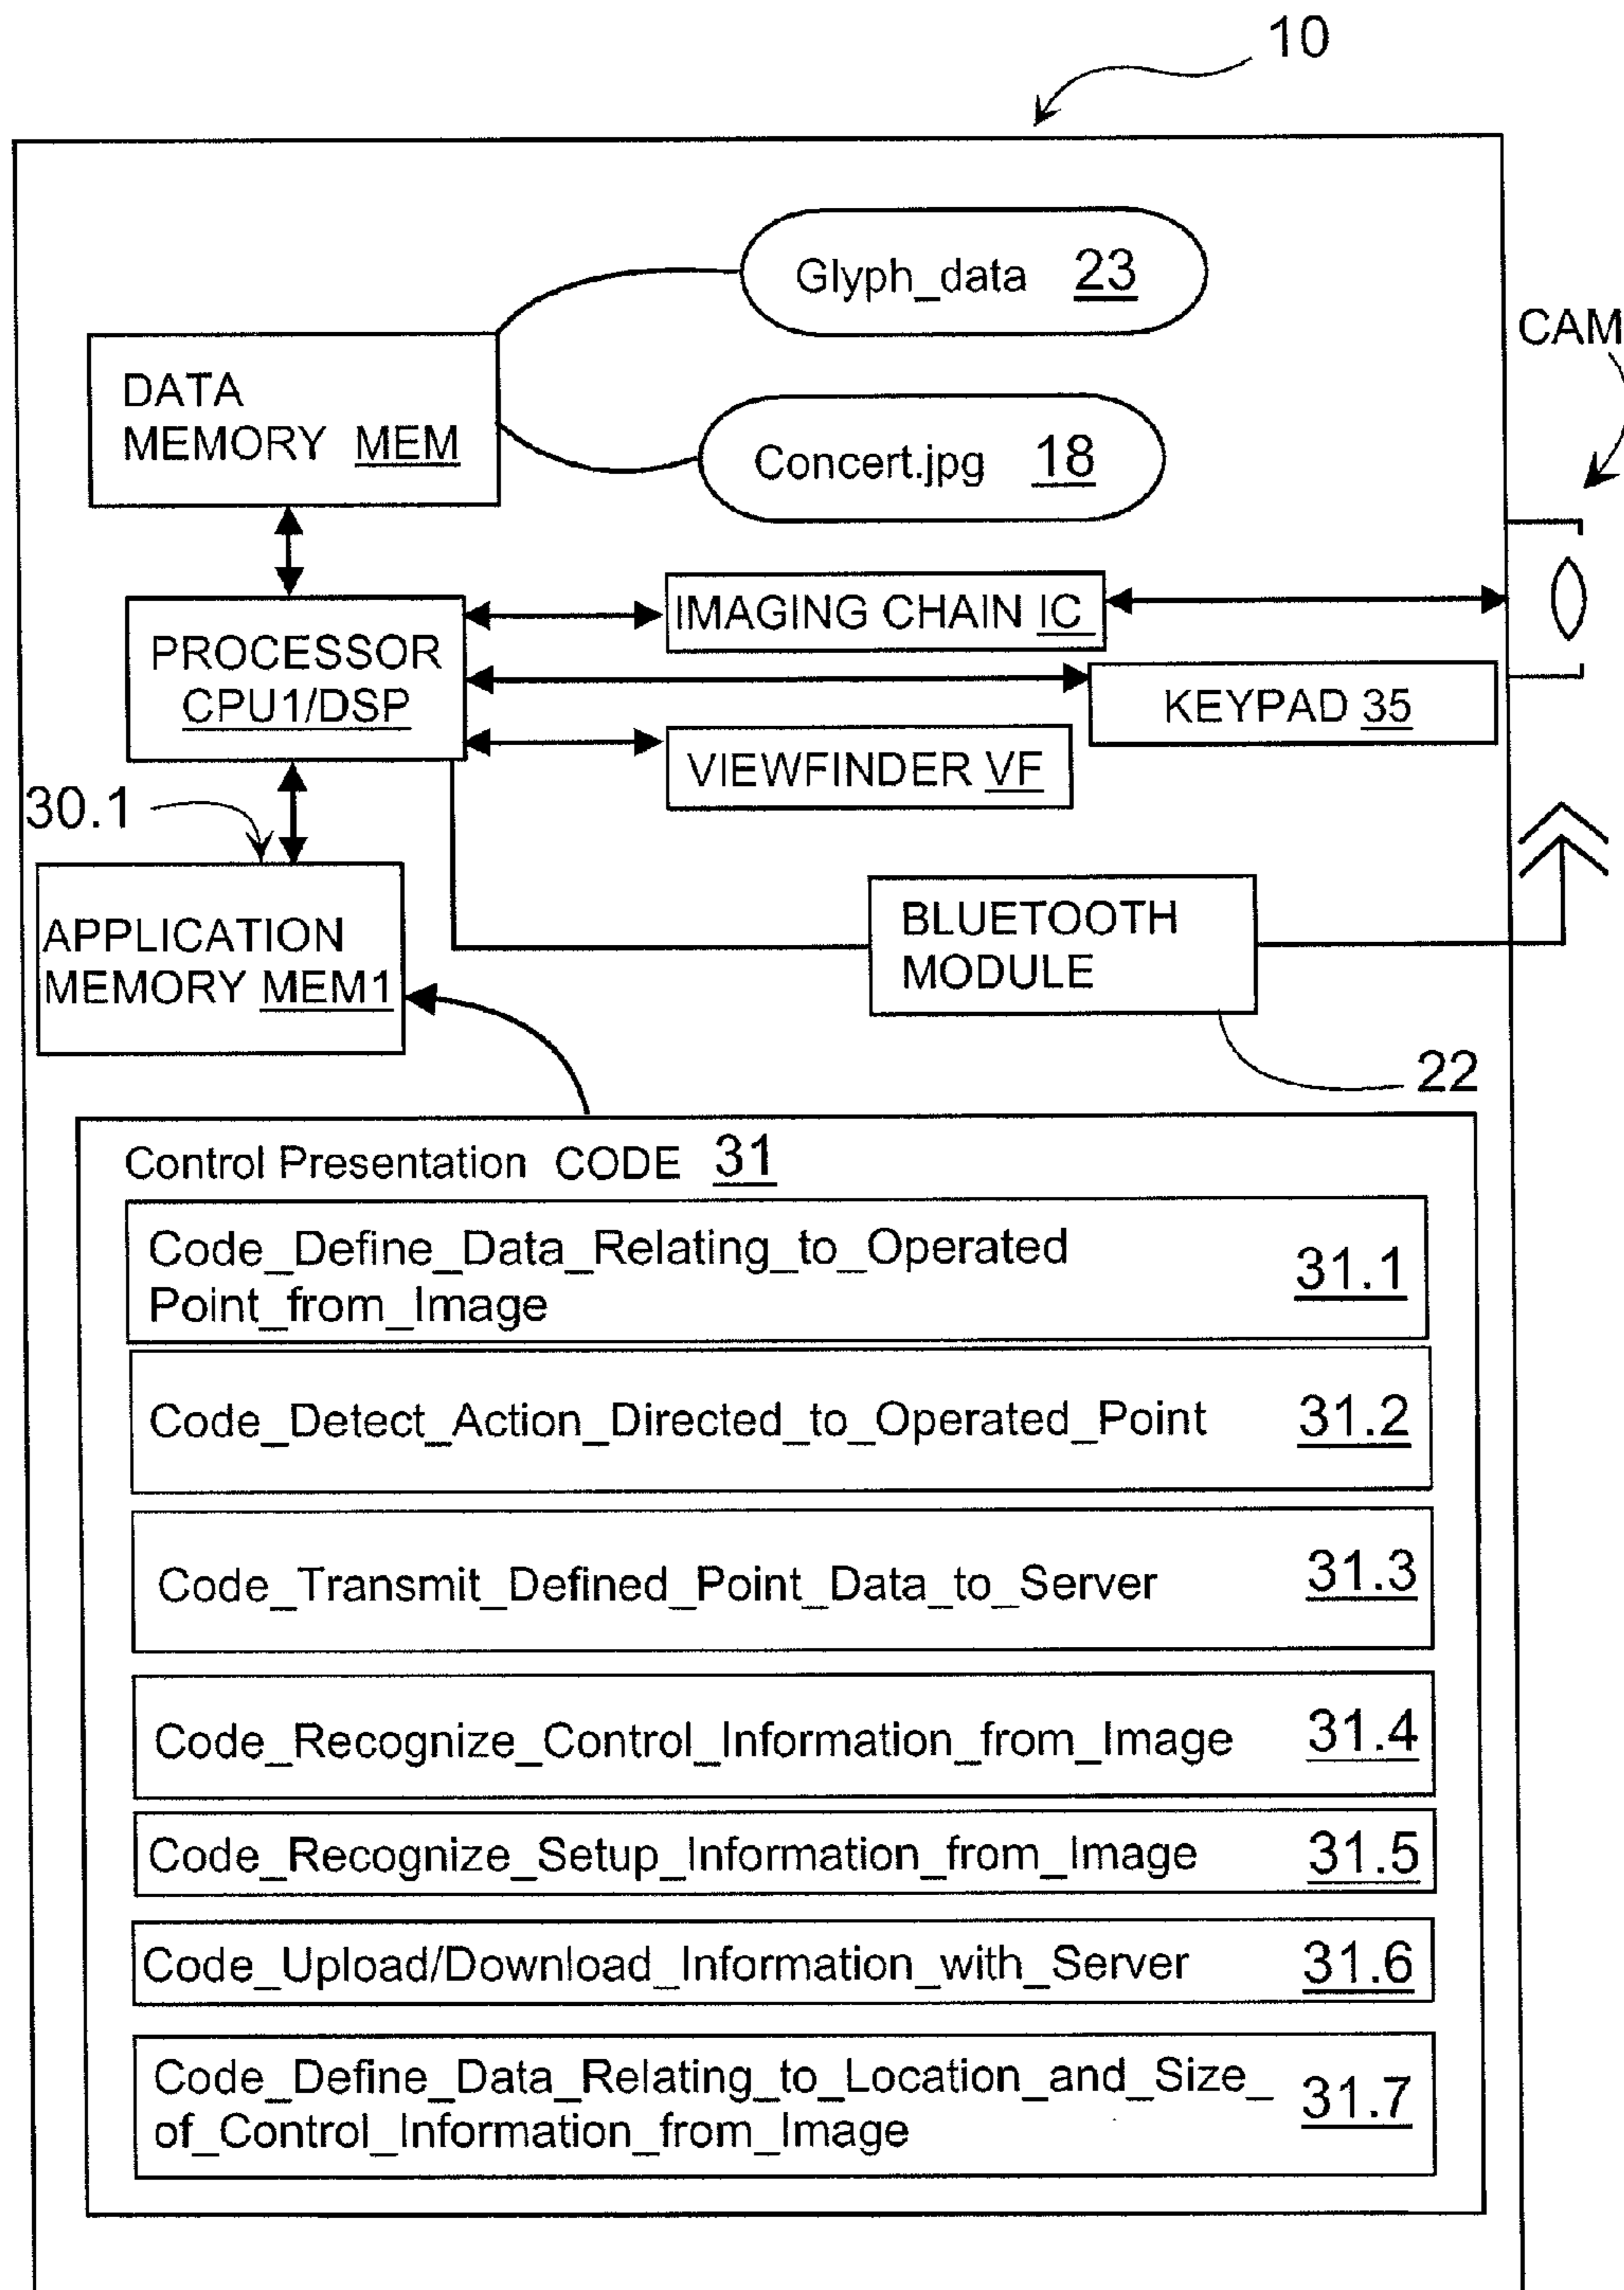 10
Glyph_data 23
CAM
DATA
MEMORY MEM
Concert.jpg 18
IMAGING CHAIN IC
PROCESSOR
CPU1/DSP
KEYPAD 35
VIEWFINDER VF
30.1
APPLICATION
MEMORY MEM1
BLUETOOTH
MODULE
22
Control Presentation CODE 31
Code_Define_Data_Relating_to_Operated
Point_from_Image
31.1
Code_Detect_Action_Directed_to_Operated_Point 31.2
Code_Transmit_Defined_Point_Data_to_Server 31.3
Code_Recognize_Control_Information_from_Image 31.4
Code_Recognize_Setup_Information_from_Image 31.5
Code_Upload/Download_Information_with_Server 31.6
Code_Define_Data_Relating_to_Location_and_Size_
of_Control_Information_from_Image
31.7